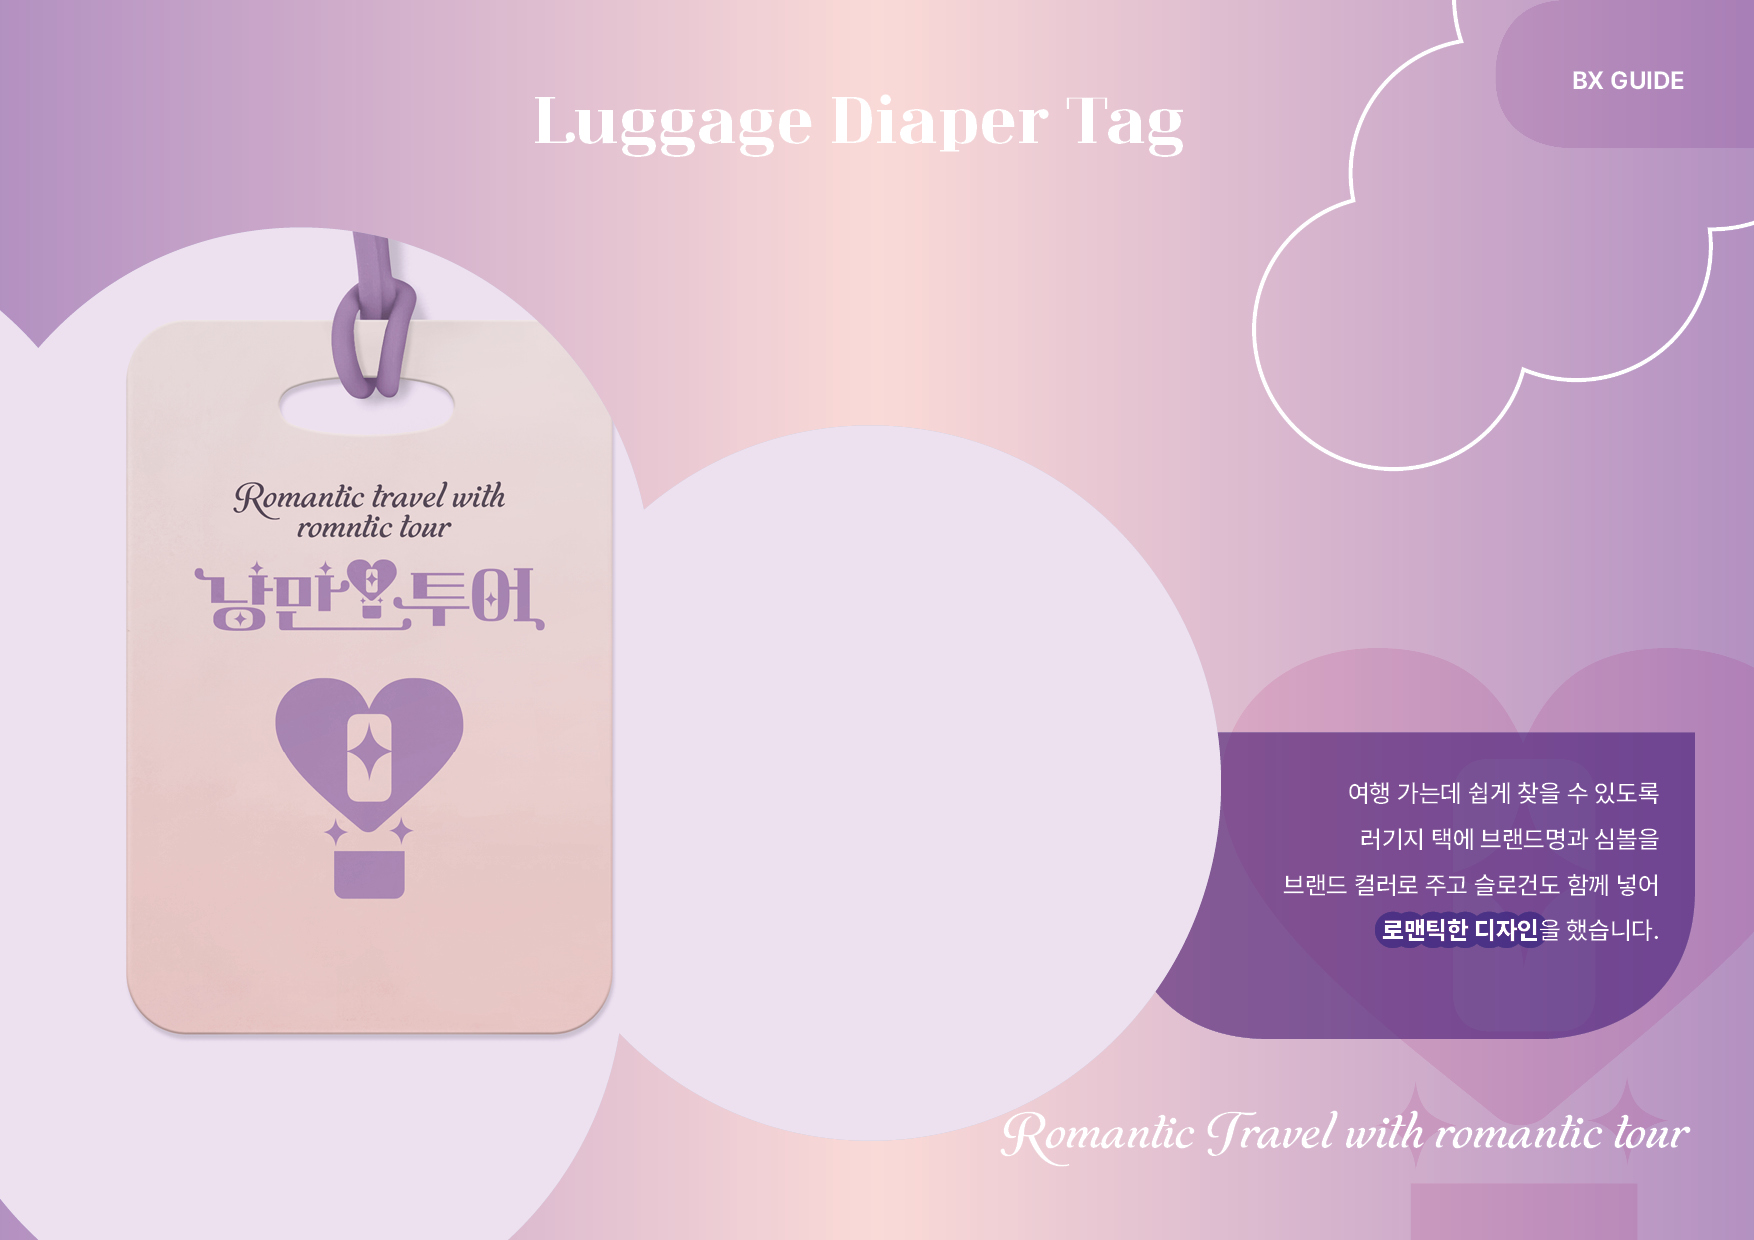 BX GUIDE
Luggage Diaper Tag
Romantic travel with
romntic tour
낭만투어
여행 가는데 쉽게 찾을 수 있도록
러기지 택에 브랜드명과 심볼을
브랜드 컬러로 주고 슬로건도 함께 넣어
로맨틱한 디자인을 했습니다.
Romantic Travel with romantic tour